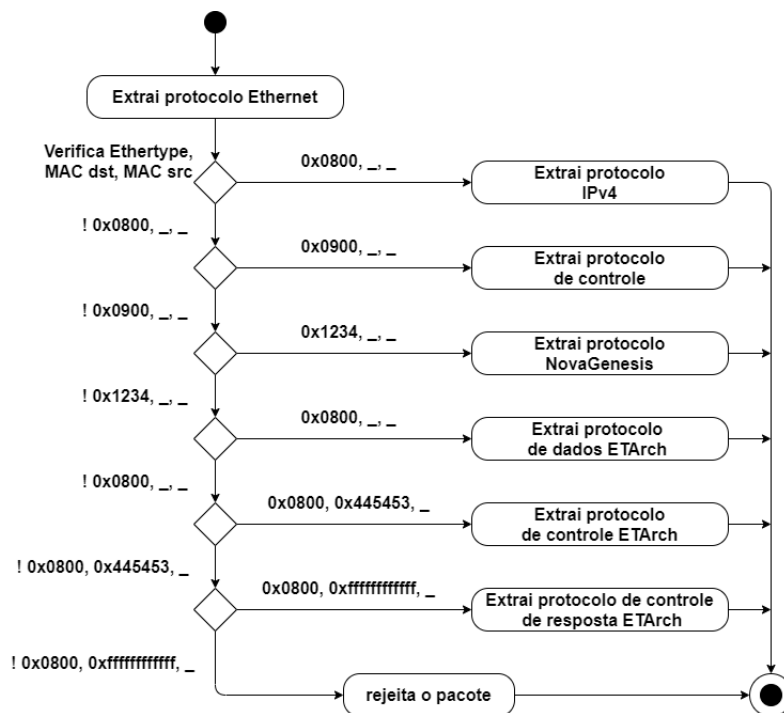 Extrai protocolo Ethernet
Verifica Ethertype,
MAC dst, MAC src
0x0800, _, _
Extrai protocolo
IPv4
! 0x0800, _, _
0x0900, _, _
Extrai protocolo
de controle
! 0x0900, _, _
0x1234, _, _
Extrai protocolo
NovaGenesis
! 0x1234, _, _
0x0800, _, _
Extrai protocolo
de dados ETArch
! 0x0800, _, _
0x0800, 0x445453, _
Extrai protocolo
de controle ETArch
! 0x0800, 0x445453, _
0x0800, 0xffffffffffff, _
Extrai protocolo de controle
de resposta ETArch
! 0x0800, 0xffffffffffff, _
rejeita o pacote